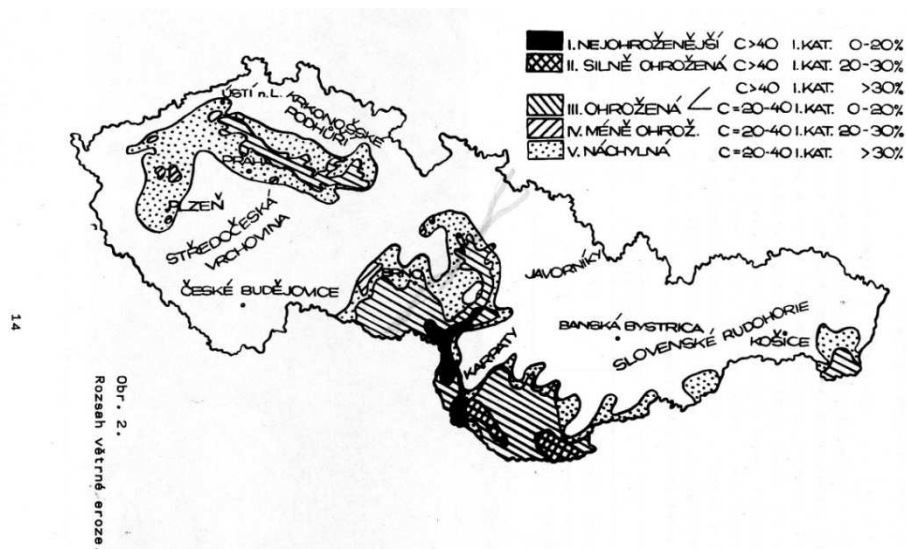 I. NEJOHROŽENĚJŠÍ C>40 I.KAT. 0-20%
II. SILNĚ OHROŽENÁ C>40 I.KAT. 20-30%
C>40 I.KAT. >30%
III. OHROŽENÁ C=20-40 I.KAT. 0-20%
IV. MÉNĚ OHROŽ. C=20-40 I.KAT. 20-30%
V. NÁCHYLNÁ C=20-40 I.KAT. >30%
ÚSTÍ n.L.
KRKONOŠSKÉ
PODHŮŘÍ
PRAHA
PLZEŇ
STŘEDOČESKÁ
VRCHOVINA
ČESKÉ BUDĚJOVICE
BRNO
JAVORNÍKY
KARPATY
BANSKÁ BYSTRICA
SLOVENSKÉ RUDOHORIE
KOŠICE
14
Obr. 2.
Rozsah větrné eroze.